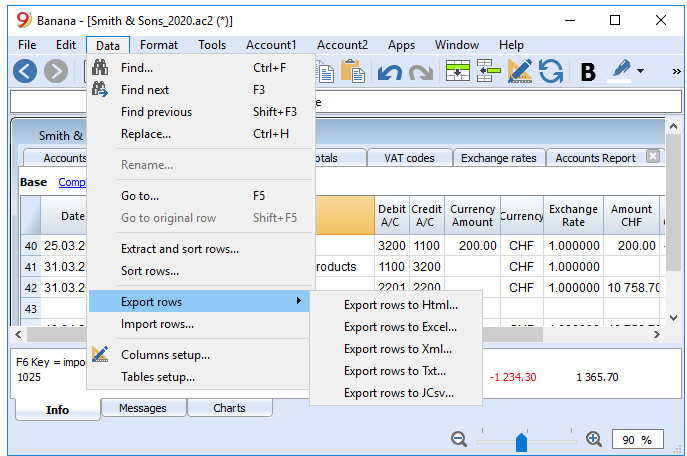 Banana - [Smith & Sons_2020.ac2 (*)]
File Edit Data Format Tools Account1 Account2 Apps Window Help
Find... Ctrl+F
Find next F3
Find previous Shift+F3
Replace... Ctrl+H
Rename...
Go to... F5
Go to original row Shift+F5
Extract and sort rows...
Sort rows...
Export rows
Import rows...
Columns setup...
Tables setup...
Export rows to Html...
Export rows to Excel...
Export rows to Xml...
Export rows to Txt...
Export rows to JCsv...
B
»
Smith &
Accounts otals VAT codes Exchange rates Accounts Report
Base Comp
Date Debit A/C Credit A/C Currency Amount Currency Exchange Rate Amount CHF
40 25.03.20 3200 1100 200.00 CHF 1.000000 200.00
41 31.03.20 roducts 1100 3200 CHF 1.000000
42 31.03.20 2201 2200 CHF 1.000000 10 758.70
43
F6 Key = impo
1025 -1 234.30 1 365.70
Info Messages Charts
90 %